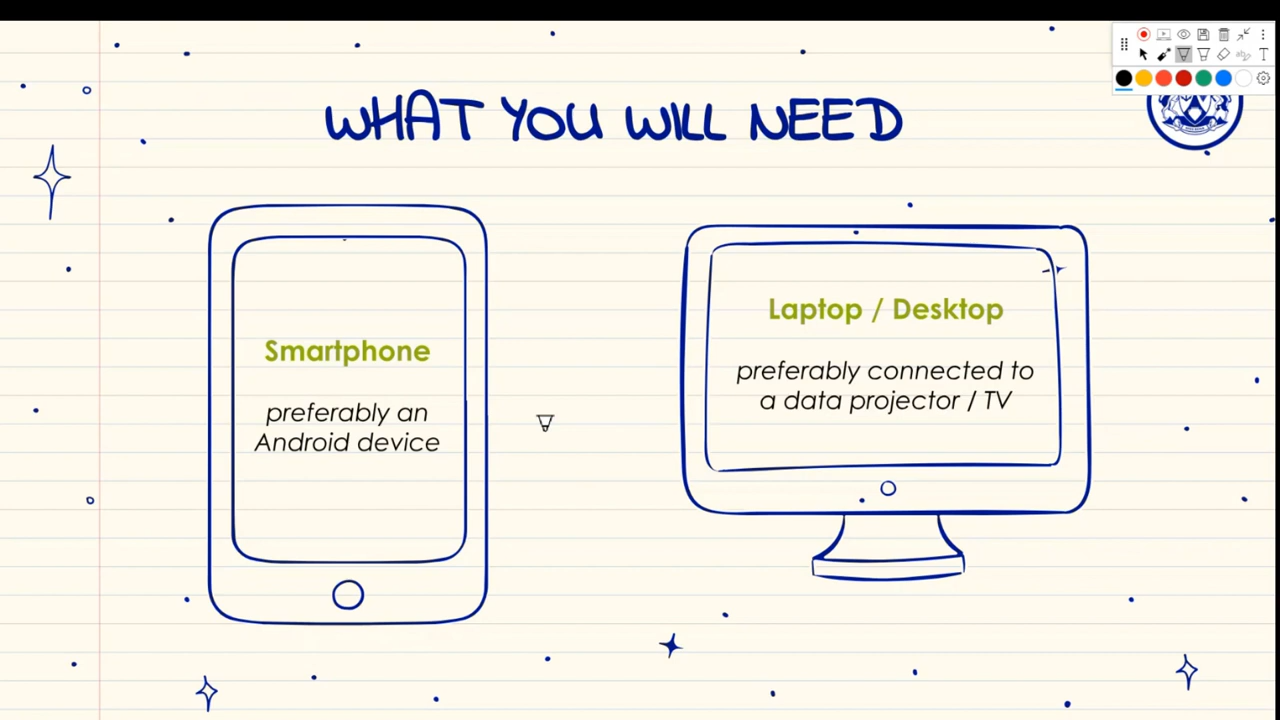 WHAT YOU WILL NEED
Smartphone
preferably an
Android device
Laptop / Desktop
preferably connected to
a data projector / TV